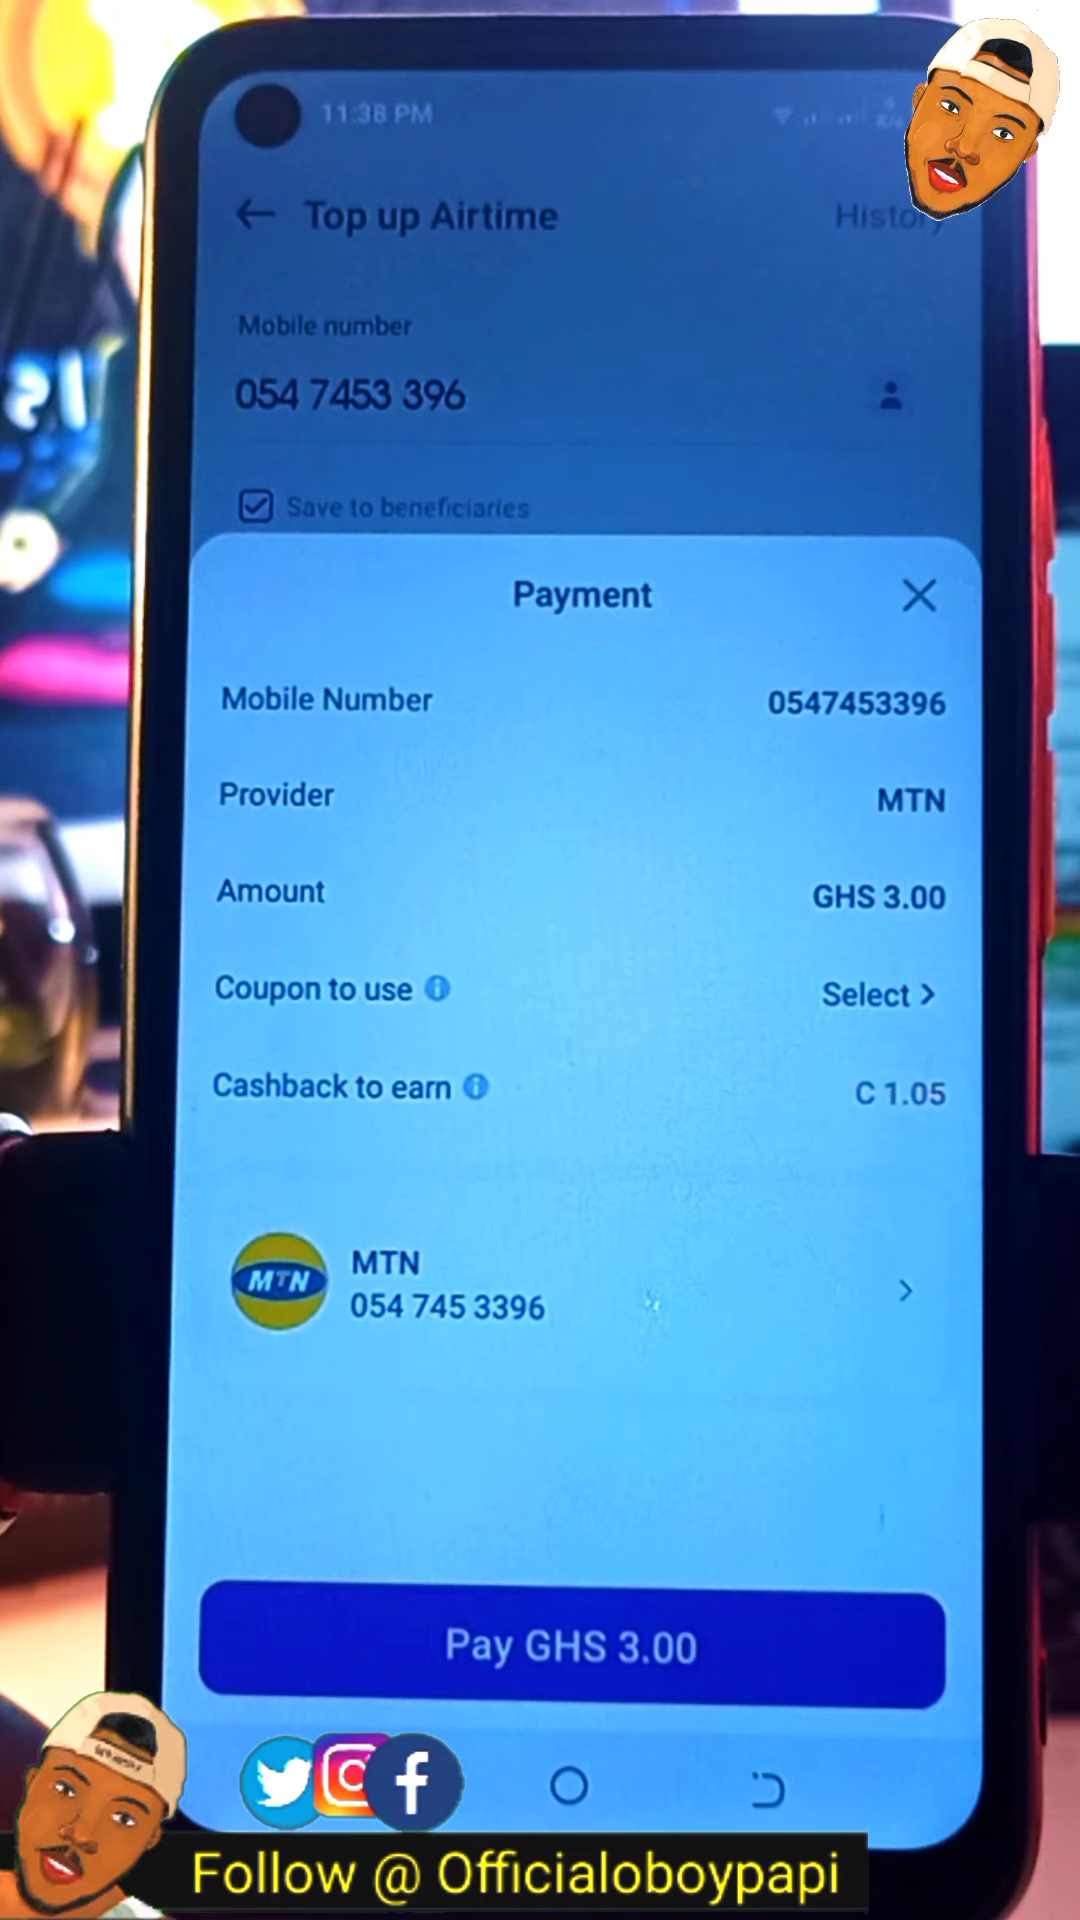 11:38 PM
Top up Airtime
History
Mobile number
054 7453 396
Save to beneficiaries
Payment
Mobile Number
0547453396
Provider
MTN
Amount
GHS 3.00
Coupon to use
Select >
Cashback to earn
C 1.05
MTN
MTN
054 745 3396
Pay GHS 3.00
Follow @ Officialoboypapi